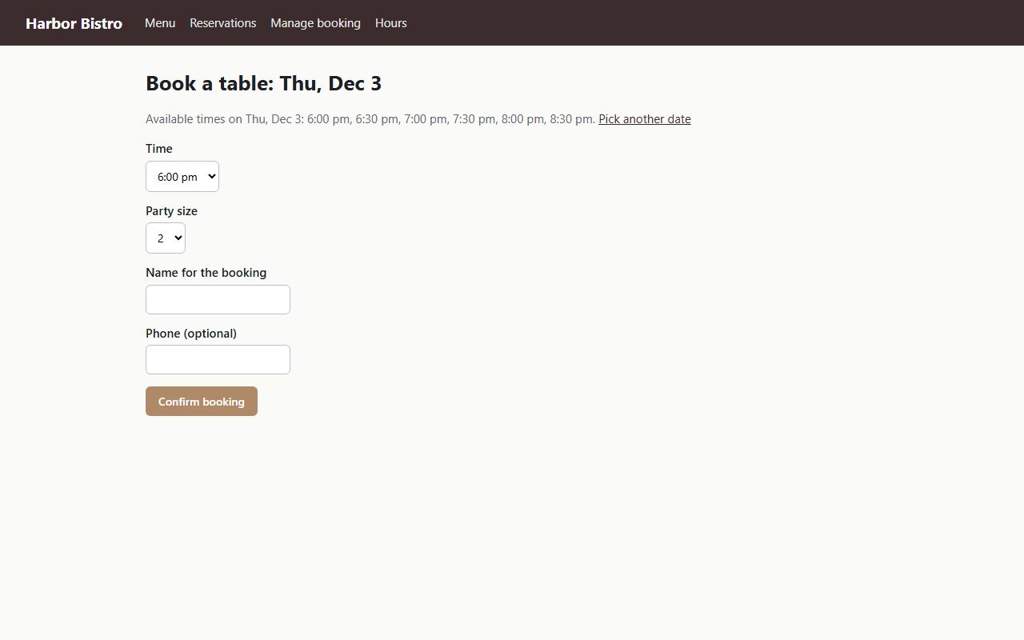 Harbor Bistro Menu Reservations Manage booking Hours
Book a table: Thu, Dec 3
Available times on Thu, Dec 3: 6:00 pm, 6:30 pm, 7:00 pm, 7:30 pm, 8:00 pm, 8:30 pm. Pick another date
Time
6:00 pm
Party size
2
Name for the booking
Phone (optional)
Confirm booking